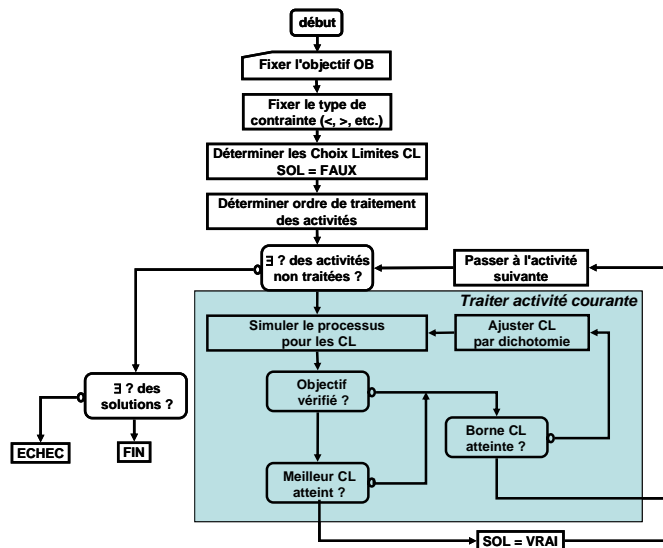 début
Fixer l'objectif OB
Fixer le type de
contrainte (<, >, etc.)
Déterminer les Choix Limites CL
SOL = FAUX
Déterminer ordre de traitement
des activités
∃ ? des activités
non traitées ?
Passer à l'activité
suivante
Traiter activité courante
Simuler le processus
pour les CL
Ajuster CL
par dichotomie
Objectif
vérifié ?
∃ ? des
solutions ?
Borne CL
atteinte ?
ECHEC
FIN
Meilleur CL
atteint ?
SOL = VRAI